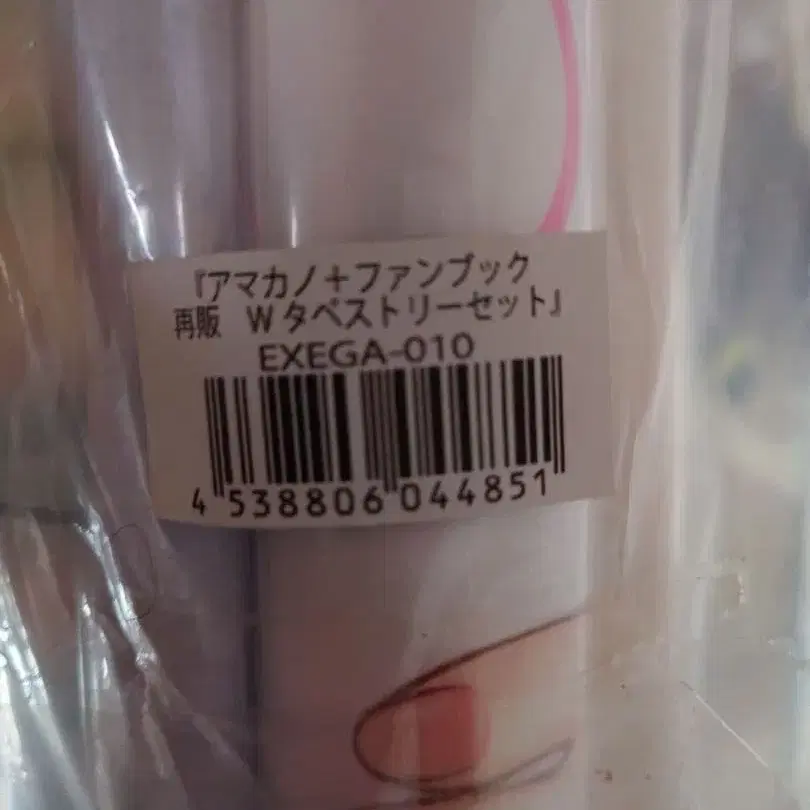 『アマカノ＋ファンブック
再販　Wタペストリーセット』
EXEGA-010
4 538806 044851